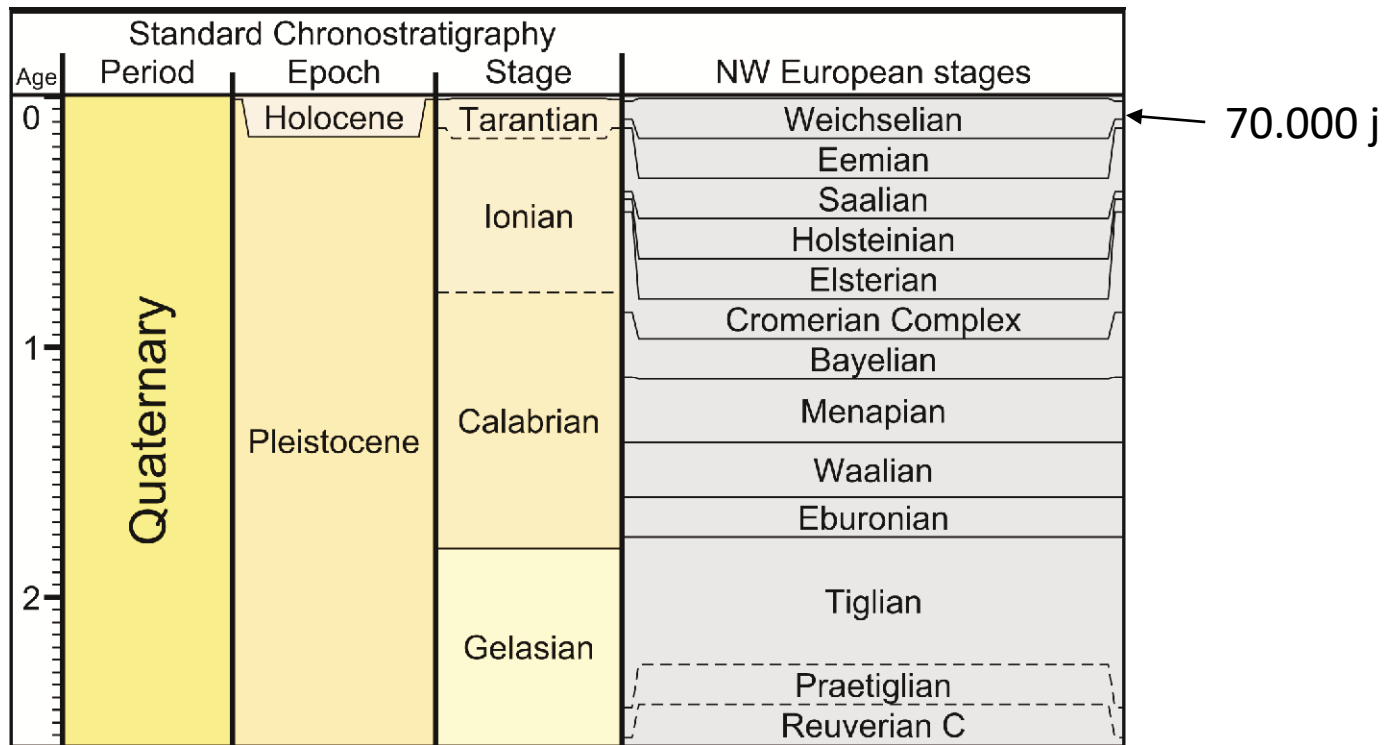 Standard Chronostratigraphy
Age Period Epoch Stage NW European stages
0 Holocene Tarantian Weichselian 70.000 j
Eemian
Saalian
Ionian
Holsteinian
Elsterian
Cromerian Complex
1
Bayelian
Menapian
Calabrian
Quaternary
Pleistocene
Waalian
Eburonian
2
Tiglian
Gelasian
Praetiglian
Reuverian C